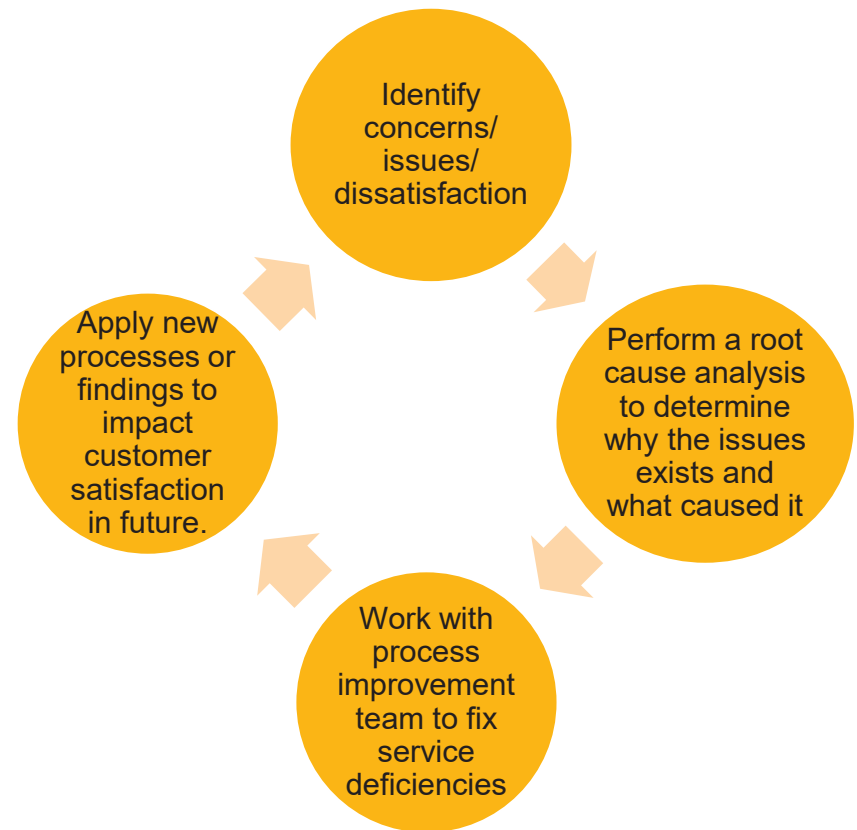 Identify
concerns/
issues/
dissatisfaction
Perform a root
cause analysis
to determine
why the issues
exists and
what caused it
Work with
process
improvement
team to fix
service
deficiencies
Apply new
processes or
findings to
impact
customer
satisfaction
in future.